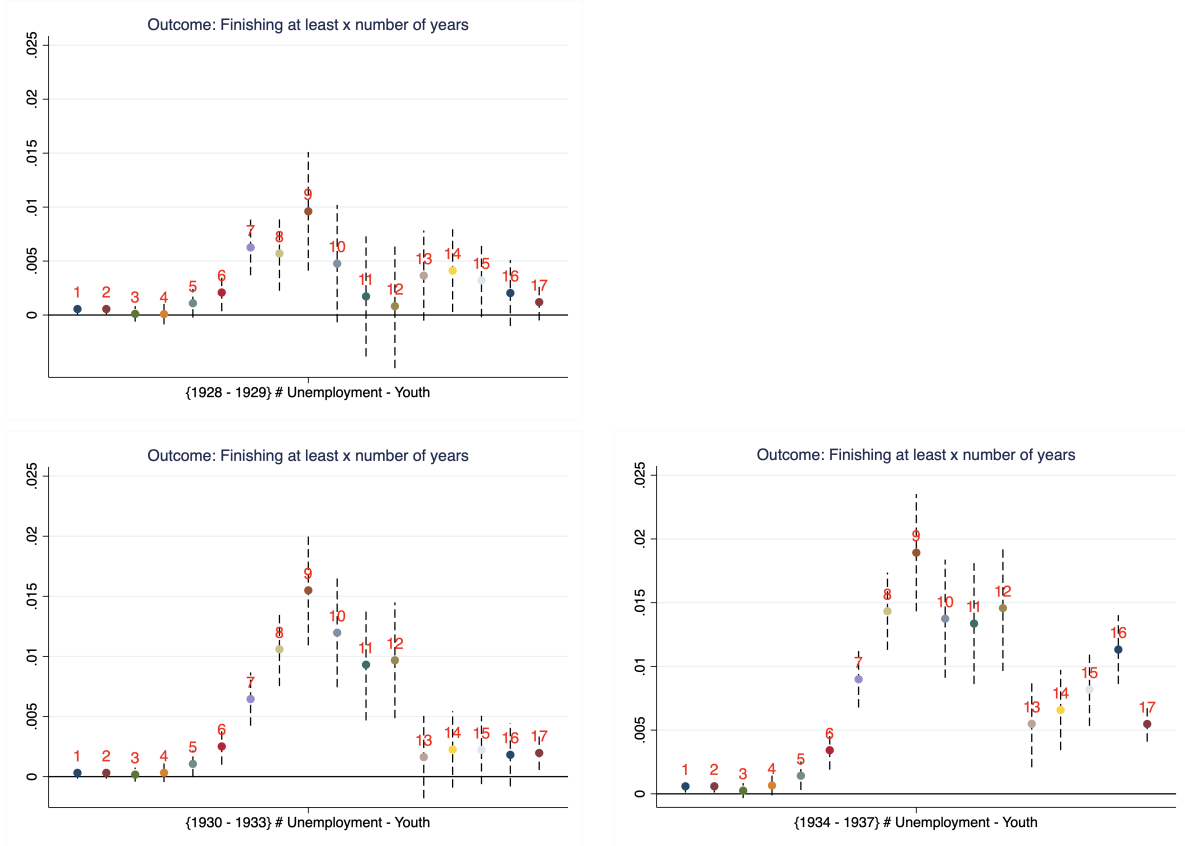 Outcome: Finishing at least x number of years
.025
.02
.015
.01
.005
0
1 2 3 4 5 6 7 8 9 10 11 12 13 14 15 16 17
{1928 - 1929} # Unemployment - Youth
Outcome: Finishing at least x number of years
.025
.02
.015
.01
.005
0
1 2 3 4 5 6 7 8 9 10 11 12 13 14 15 16 17
{1930 - 1933} # Unemployment - Youth
Outcome: Finishing at least x number of years
.025
.02
.015
.01
.005
0
1 2 3 4 5 6 7 8 9 10 11 12 13 14 15 16 17
{1934 - 1937} # Unemployment - Youth